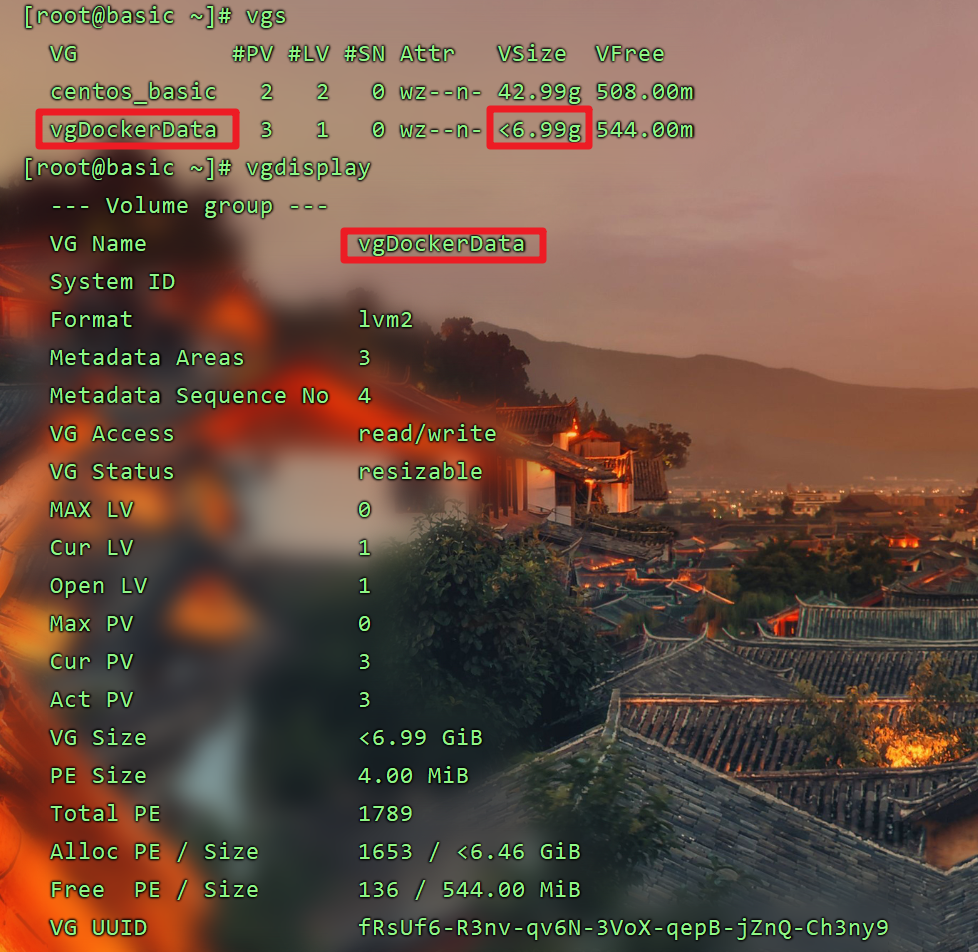 [root@basic ~]# vgs
VG #PV #LV #SN Attr VSize VFree
centos_basic 2 2 0 wz--n- 42.99g 508.00m
vgDockerData 3 1 0 wz--n- <6.99g 544.00m
[root@basic ~]# vgdisplay
--- Volume group ---
VG Name vgDockerData
System ID
Format lvm2
Metadata Areas 3
Metadata Sequence No 4
VG Access read/write
VG Status resizable
MAX LV 0
Cur LV 1
Open LV 1
Max PV 0
Cur PV 3
Act PV 3
VG Size <6.99 GiB
PE Size 4.00 MiB
Total PE 1789
Alloc PE / Size 1653 / <6.46 GiB
Free PE / Size 136 / 544.00 MiB
VG UUID fRsUf6-R3nv-qv6N-3VoX-qepB-jZnQ-Ch3ny9